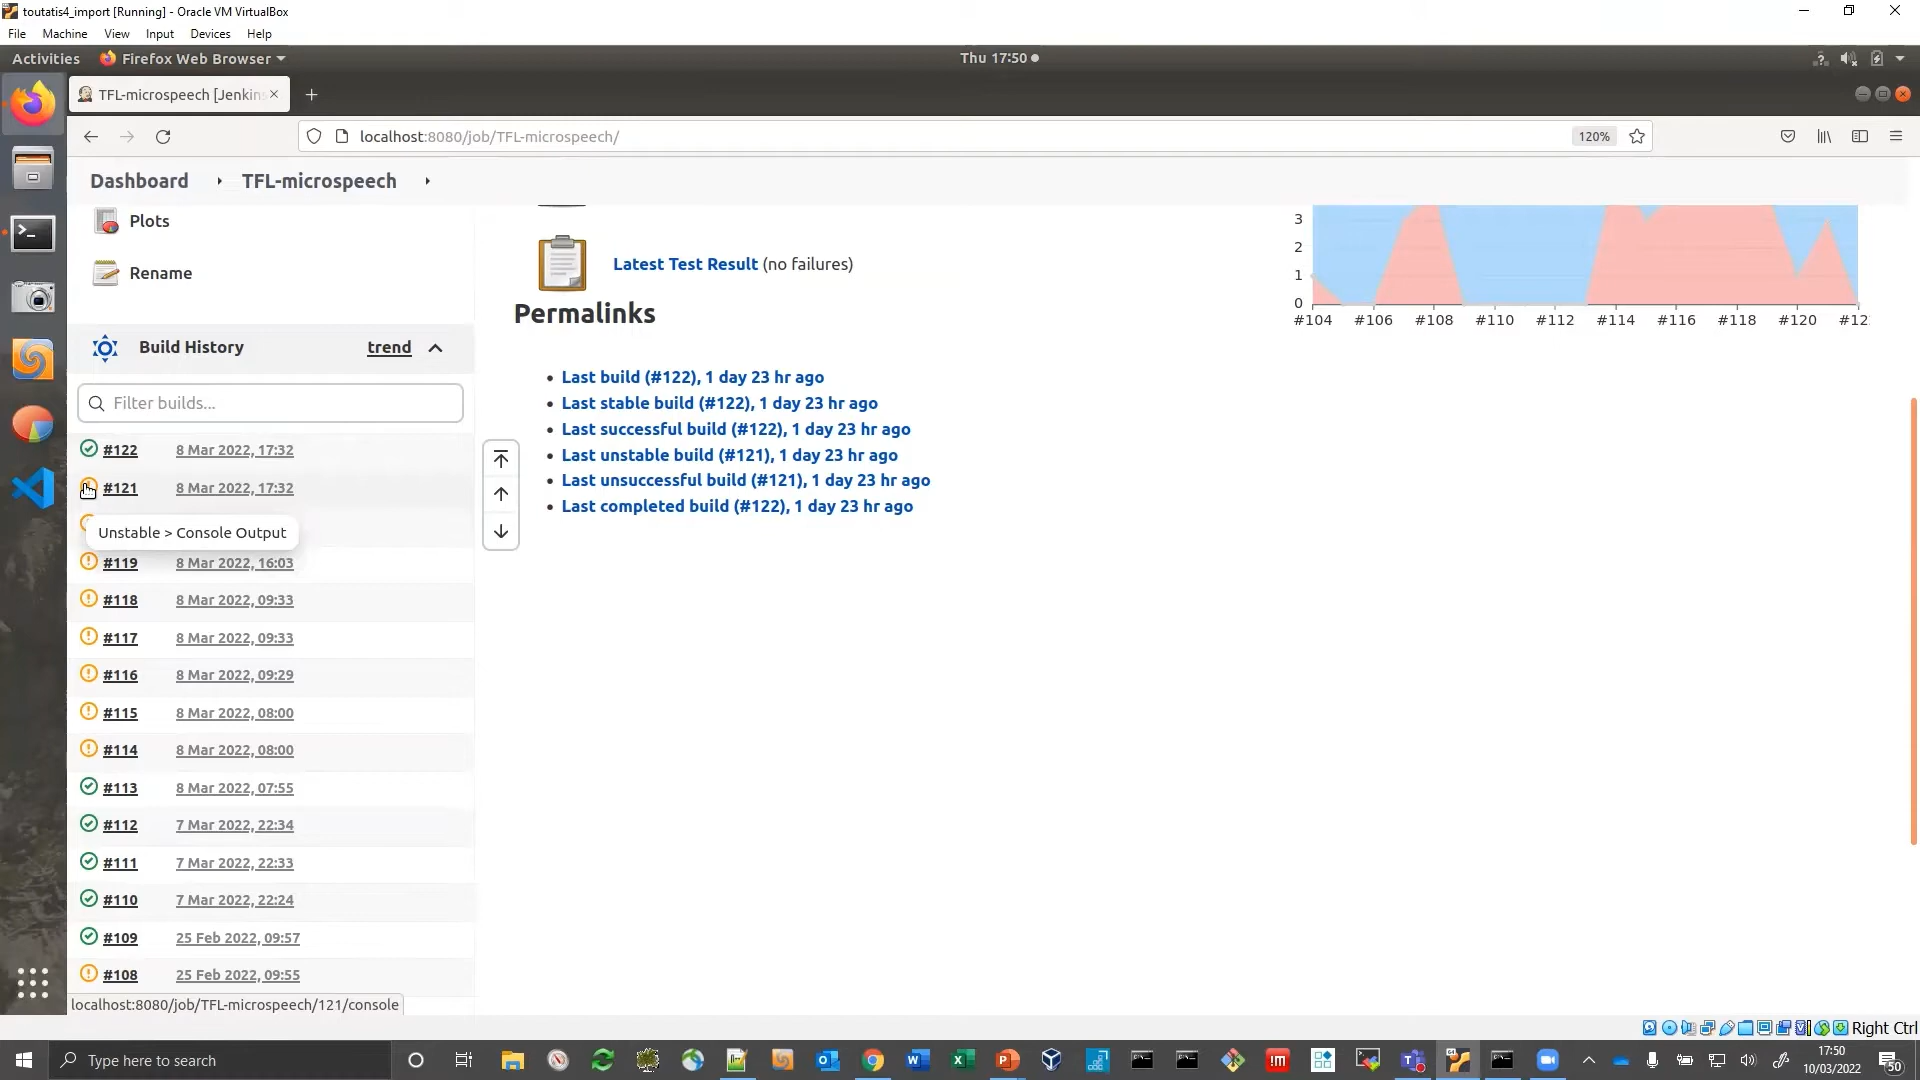 toutatis4_import [Running] - Oracle VM VirtualBox
File Machine View Input Devices Help
Activities Firefox Web Browser Thu 17:50
TFL-microspeech [Jenkins
localhost:8080/job/TFL-microspeech/ 120%
Dashboard TFL-microspeech
Plots
Rename
Build History trend
Filter builds...
#122 8 Mar 2022, 17:32
#121 8 Mar 2022, 17:32
Unstable > Console Output
#119 8 Mar 2022, 16:03
#118 8 Mar 2022, 09:33
#117 8 Mar 2022, 09:33
#116 8 Mar 2022, 09:29
#115 8 Mar 2022, 08:00
#114 8 Mar 2022, 08:00
#113 8 Mar 2022, 07:55
#112 7 Mar 2022, 22:34
#111 7 Mar 2022, 22:33
#110 7 Mar 2022, 22:24
#109 25 Feb 2022, 09:57
#108 25 Feb 2022, 09:55
localhost:8080/job/TFL-microspeech/121/console
Latest Test Result (no failures)
Permalinks
• Last build (#122), 1 day 23 hr ago
• Last stable build (#122), 1 day 23 hr ago
• Last successful build (#122), 1 day 23 hr ago
• Last unstable build (#121), 1 day 23 hr ago
• Last unsuccessful build (#121), 1 day 23 hr ago
• Last completed build (#122), 1 day 23 hr ago
3
2
1
0
#104 #106 #108 #110 #112 #114 #116 #118 #120 #12
Right Ctrl
Type here to search
17:50
10/03/2022
50